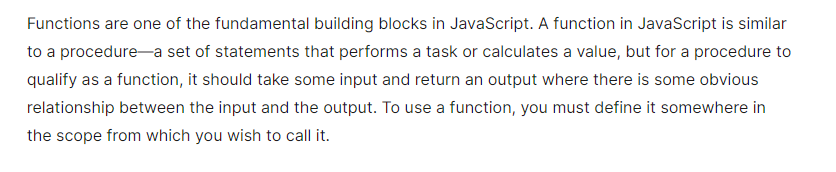 Functions are one of the fundamental building blocks in JavaScript. A function in JavaScript is similar
to a procedure—a set of statements that performs a task or calculates a value, but for a procedure to
qualify as a function, it should take some input and return an output where there is some obvious
relationship between the input and the output. To use a function, you must define it somewhere in
the scope from which you wish to call it.